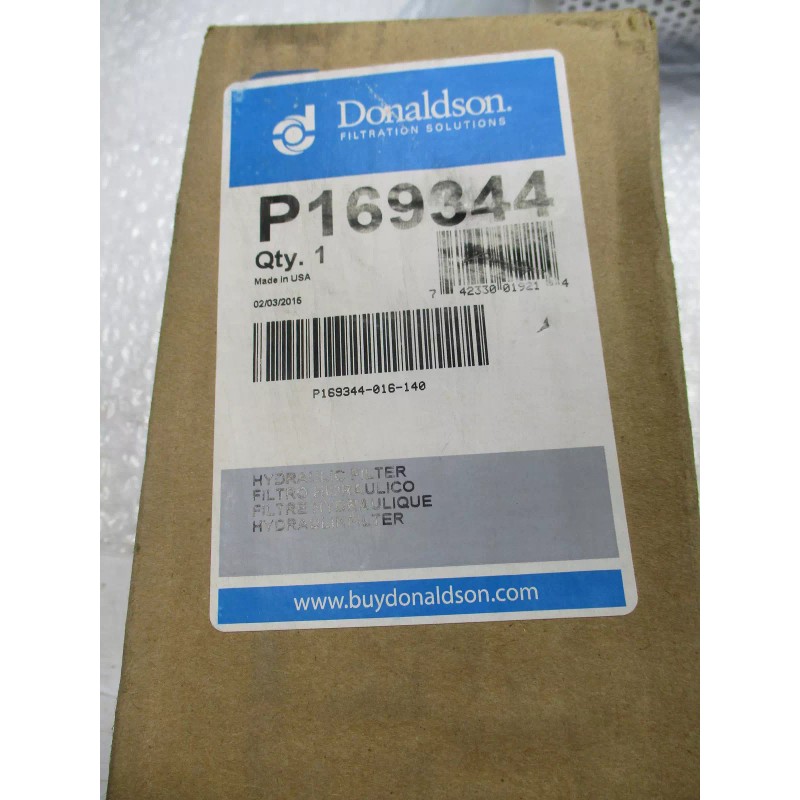 Donaldson.
FILTRATION SOLUTIONS
P169344
Qty. 1
Made in USA
02/03/2015
7 42330 01921 4
P169344-016-140
HYDRAULIC FILTER
FILTRO HIDRAULICO
FILTRE HYDRAULIQUE
HYDRAULIKFILTER
www.buydonaldson.com